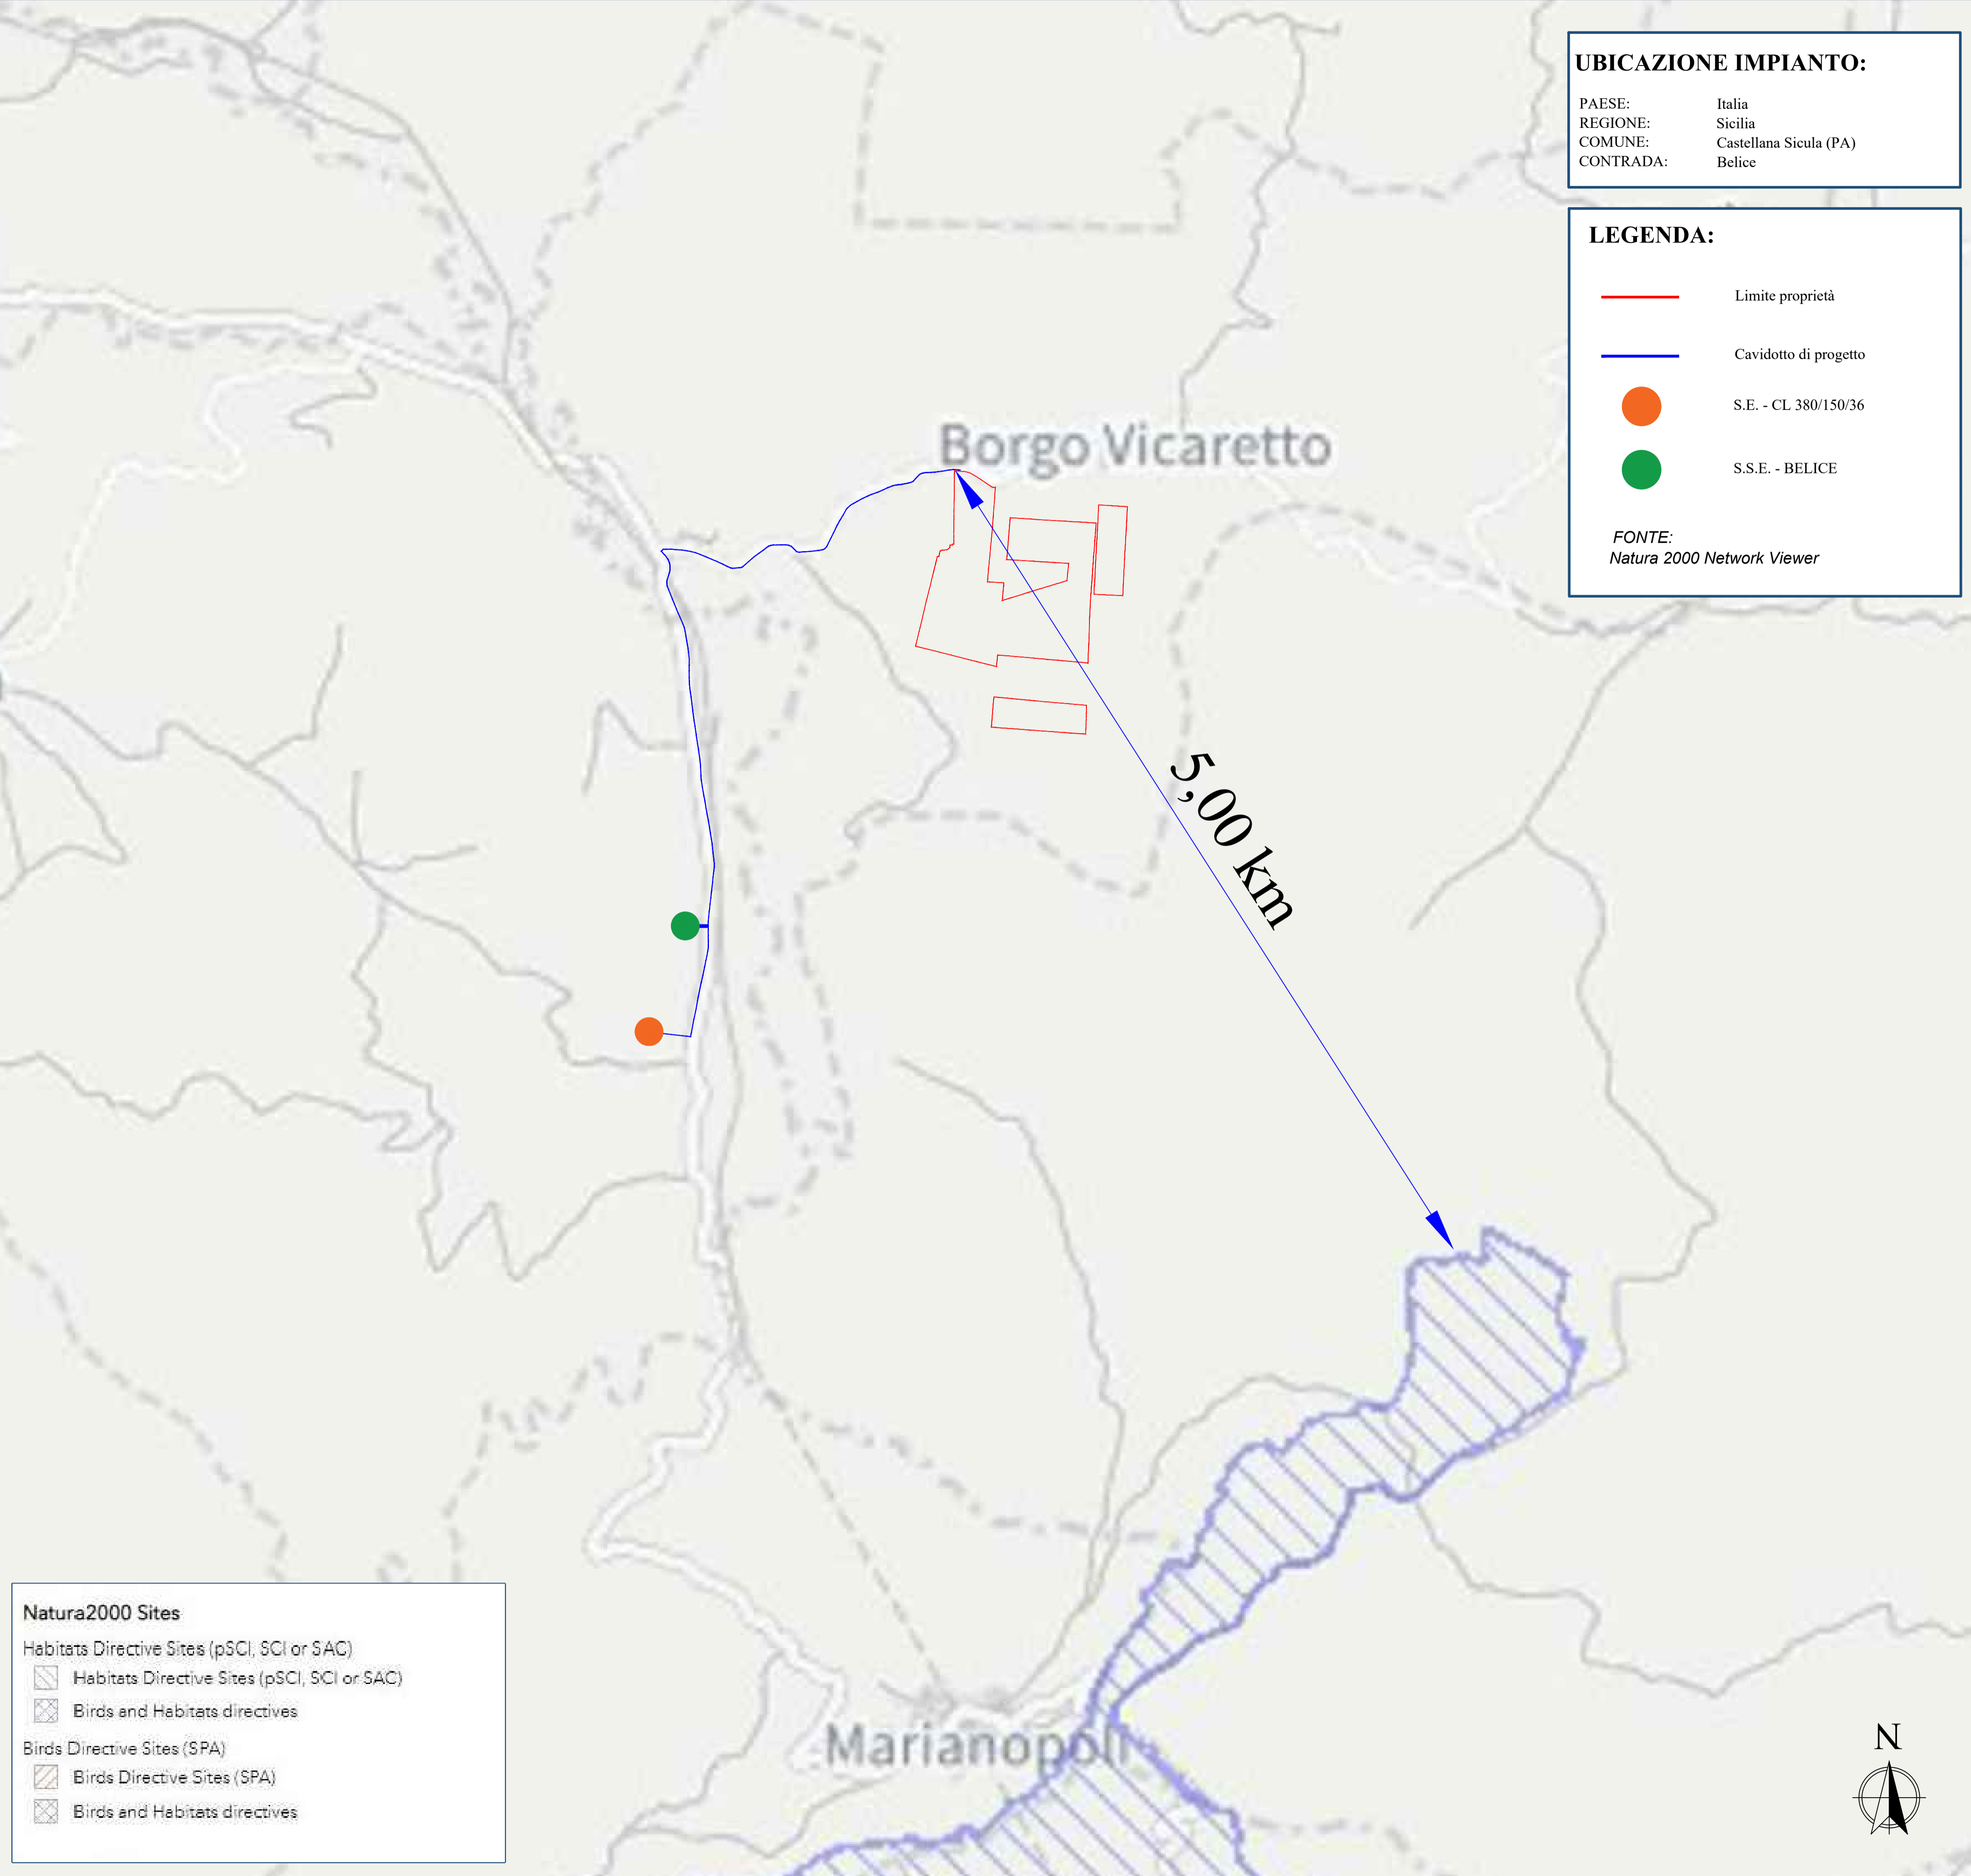 UBICAZIONE IMPIANTO:
PAESE: Italia
REGIONE: Sicilia
COMUNE: Castellana Sicula (PA)
CONTRADA: Belice
LEGENDA:
Limite proprietà
Cavidotto di progetto
S.E. - CL 380/150/36
S.S.E. - BELICE
FONTE:
Natura 2000 Network Viewer
Borgo Vicaretto
5,00 km
Marianopoli
Natura2000 Sites
Habitats Directive Sites (pSCI, SCI or SAC)
Habitats Directive Sites (pSCI, SCI or SAC)
Birds and Habitats directives
Birds Directive Sites (SPA)
Birds Directive Sites (SPA)
Birds and Habitats directives
N